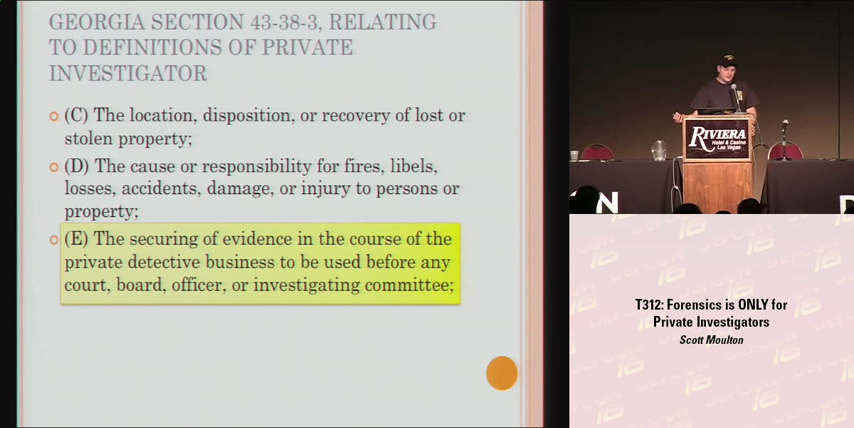 GEORGIA SECTION 43-38-3, RELATING
TO DEFINITIONS OF PRIVATE
INVESTIGATOR
(C) The location, disposition, or recovery of lost or
stolen property;
(D) The cause or responsibility for fires, libels,
losses, accidents, damage, or injury to persons or
property;
(E) The securing of evidence in the course of the
private detective business to be used before any
court, board, officer, or investigating committee;
RIVIERA
Hotel & Casino
Las Vegas
ON
D
T312: Forensics is ONLY for
Private Investigators
Scott Moulton